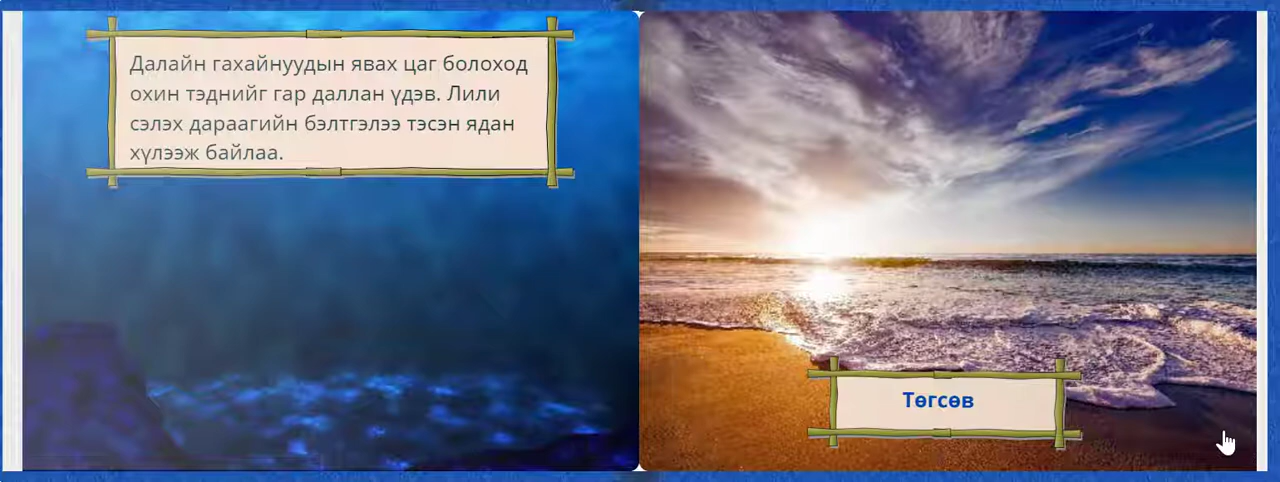 Далайн гахайнуудын явах цаг болоход
охин тэднийг гар даллан үдэв. Лили
сэлэх дараагийн бэлтгэлээ тэсэн ядан
хүлээж байлаа.
Төгсөв